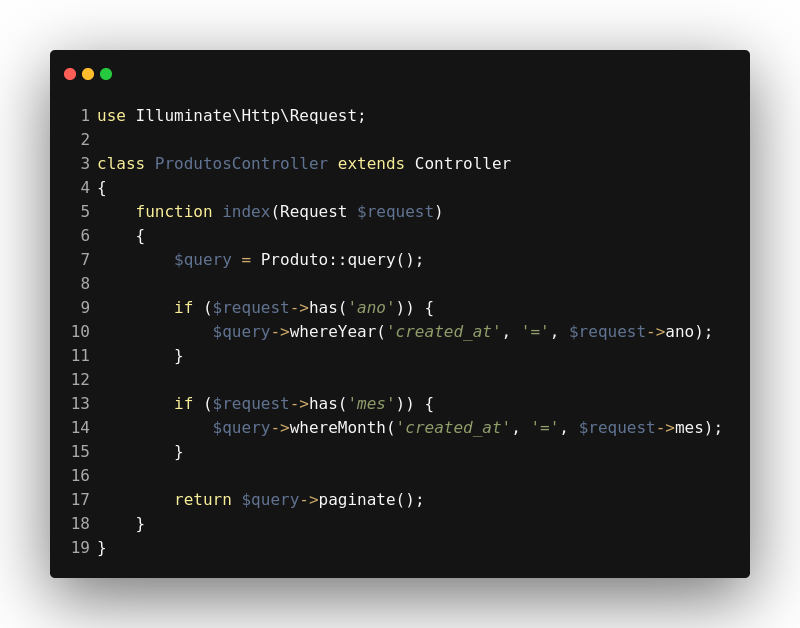 1 use Illuminate\Http\Request;
2
3 class ProdutosController extends Controller
4 {
5     function index(Request $request)
6     {
7         $query = Produto::query();
8
9         if ($request->has('ano')) {
10             $query->whereYear('created_at', '=', $request->ano);
11         }
12
13         if ($request->has('mes')) {
14             $query->whereMonth('created_at', '=', $request->mes);
15         }
16
17         return $query->paginate();
18     }
19 }